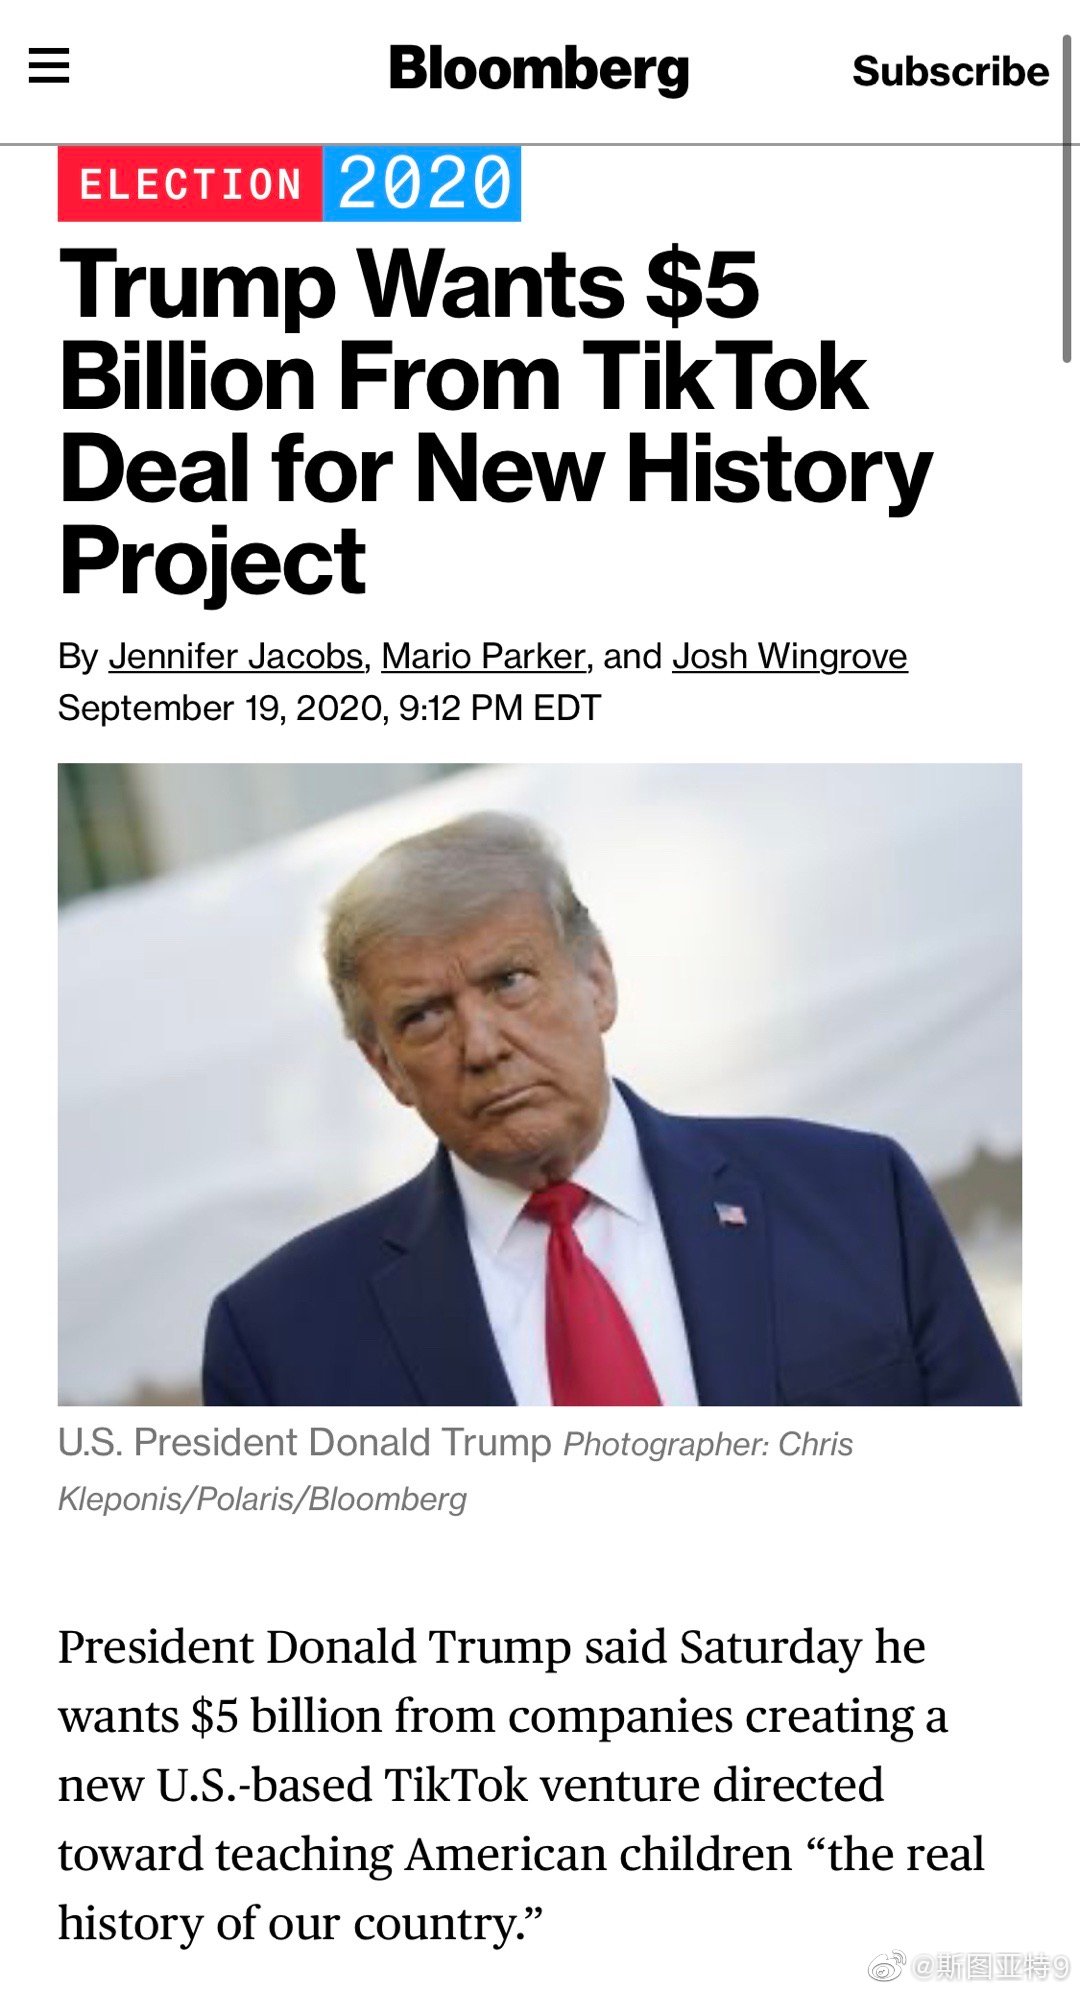 Bloomberg
Subscribe
ELECTION 2020
Trump Wants $5
Billion From TikTok
Deal for New History
Project
By Jennifer Jacobs, Mario Parker, and Josh Wingrove
September 19, 2020, 9:12 PM EDT
U.S. President Donald Trump Photographer: Chris
Kleponis/Polaris/Bloomberg
President Donald Trump said Saturday he
wants $5 billion from companies creating a
new U.S.-based TikTok venture directed
toward teaching American children “the real
history of our country.”
@斯图亚特9